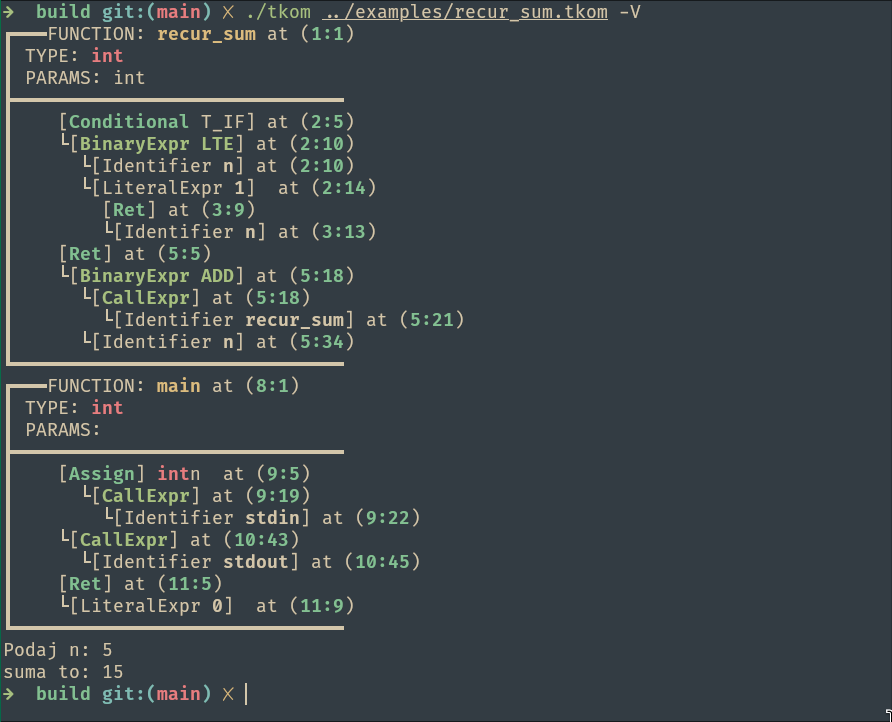 ➜  build git:(main) ✗ ./tkom ../examples/recur_sum.tkom -V
FUNCTION: recur_sum at (1:1)
TYPE: int
PARAMS: int
[Conditional T_IF] at (2:5)
└[BinaryExpr LTE] at (2:10)
└[Identifier n] at (2:10)
└[LiteralExpr 1]  at (2:14)
[Ret] at (3:9)
└[Identifier n] at (3:13)
[Ret] at (5:5)
└[BinaryExpr ADD] at (5:18)
└[CallExpr] at (5:18)
└[Identifier recur_sum] at (5:21)
└[Identifier n] at (5:34)
FUNCTION: main at (8:1)
TYPE: int
PARAMS:
[Assign] intn  at (9:5)
└[CallExpr] at (9:19)
└[Identifier stdin] at (9:22)
└[CallExpr] at (10:43)
└[Identifier stdout] at (10:45)
[Ret] at (11:5)
└[LiteralExpr 0]  at (11:9)
Podaj n: 5
suma to: 15
➜  build git:(main) ✗